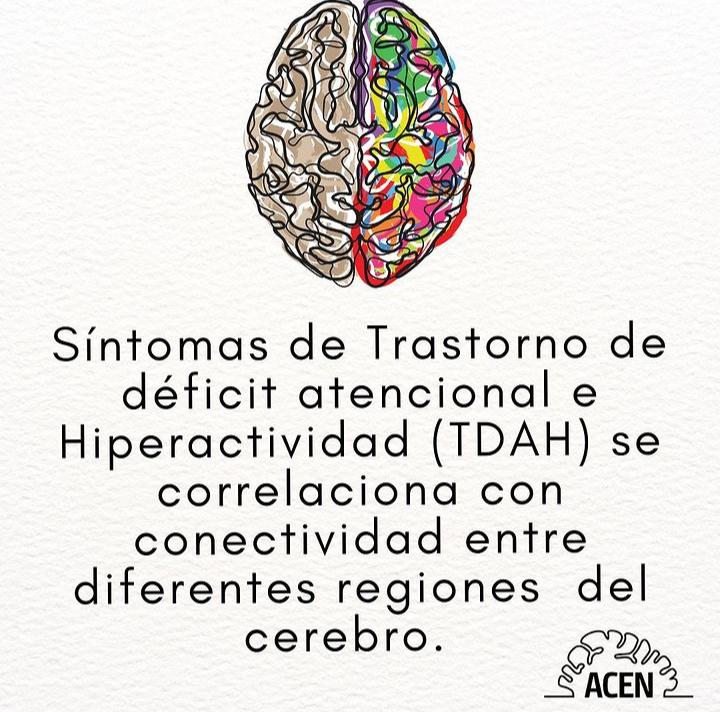 Síntomas de Trastorno de
déficit atencional e
Hiperactividad (TDAH) se
correlaciona con
conectividad entre
diferentes regiones  del
cerebro.
ACEN